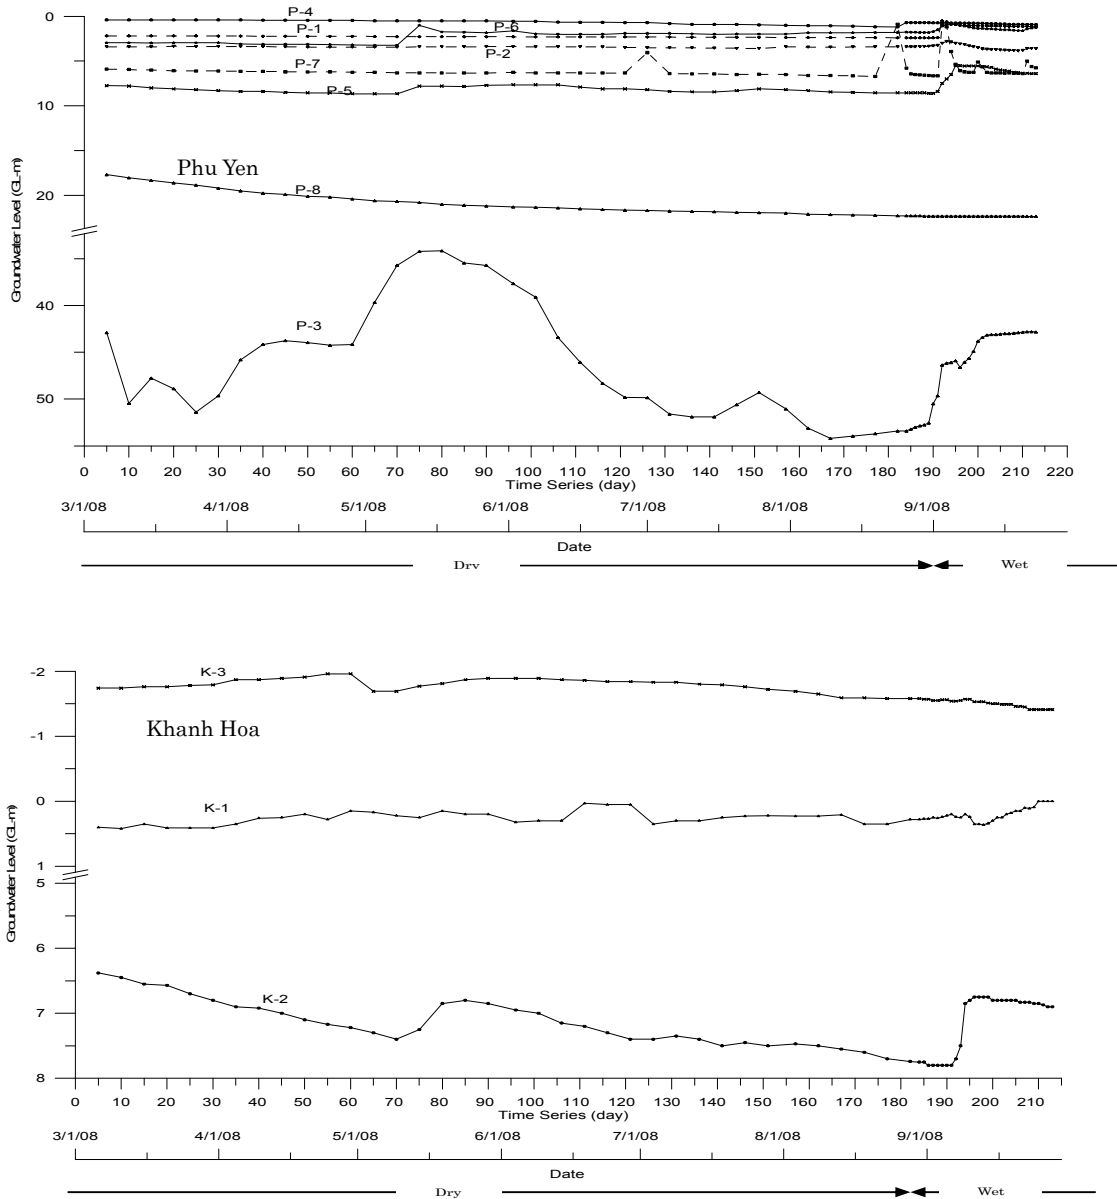 0
P-4
P-1
P-6
P-2
P-7
10
P-5
Phu Yen
20
P-8
Groundwater Level (GL-m)
40
P-3
50
0 10 20 30 40 50 60 70 80 90 100 110 120 130 140 150 160 170 180 190 200 210 220
Time Series (day)
3/1/08 4/1/08 5/1/08 6/1/08 7/1/08 8/1/08 9/1/08
Date
Dry Wet
-2
K-3
Khanh Hoa
-1
0
K-1
Groundwater Level (GL-m)
1
5
6
K-2
7
8
0 10 20 30 40 50 60 70 80 90 100 110 120 130 140 150 160 170 180 190 200 210
Time Series (day)
3/1/08 4/1/08 5/1/08 6/1/08 7/1/08 8/1/08 9/1/08
Date
Dry Wet